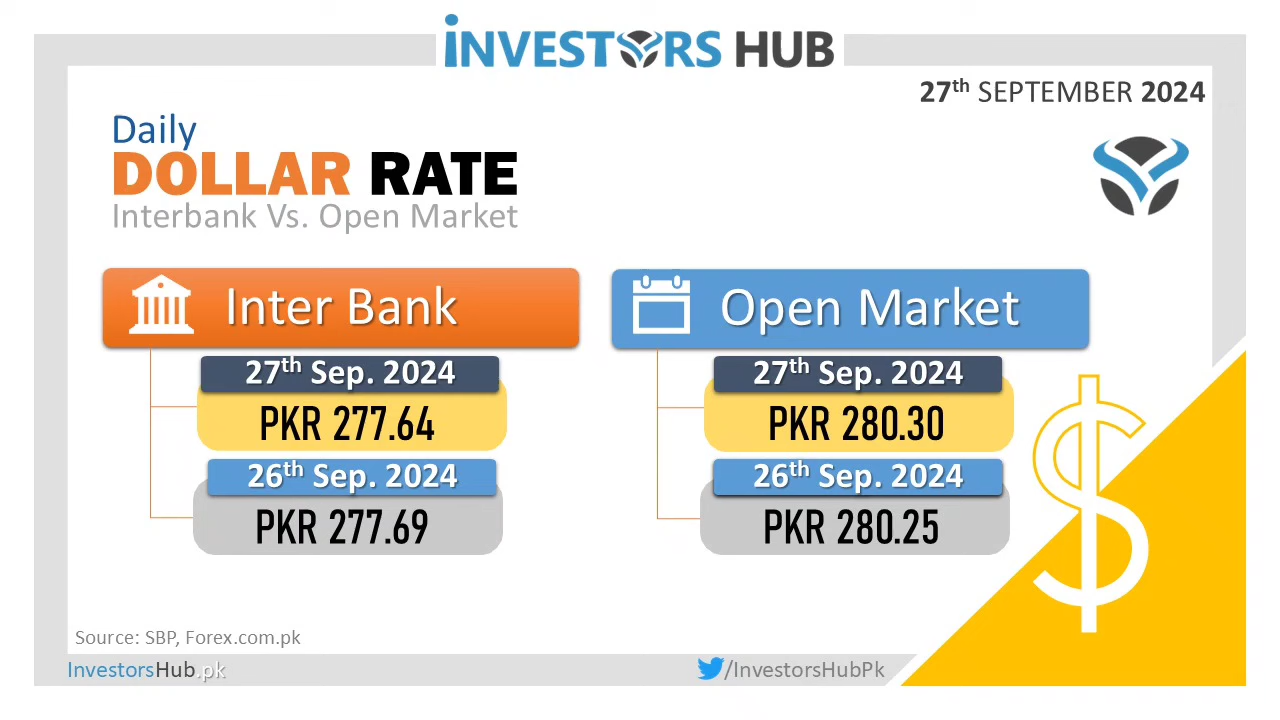 INVESTORS HUB
27th SEPTEMBER 2024
Daily
DOLLAR RATE
Interbank Vs. Open Market
Inter Bank
27th Sep. 2024
PKR 277.64
26th Sep. 2024
PKR 277.69
Open Market
27th Sep. 2024
PKR 280.30
26th Sep. 2024
PKR 280.25
Source: SBP, Forex.com.pk
InvestorsHub.pk
/InvestorsHubPk